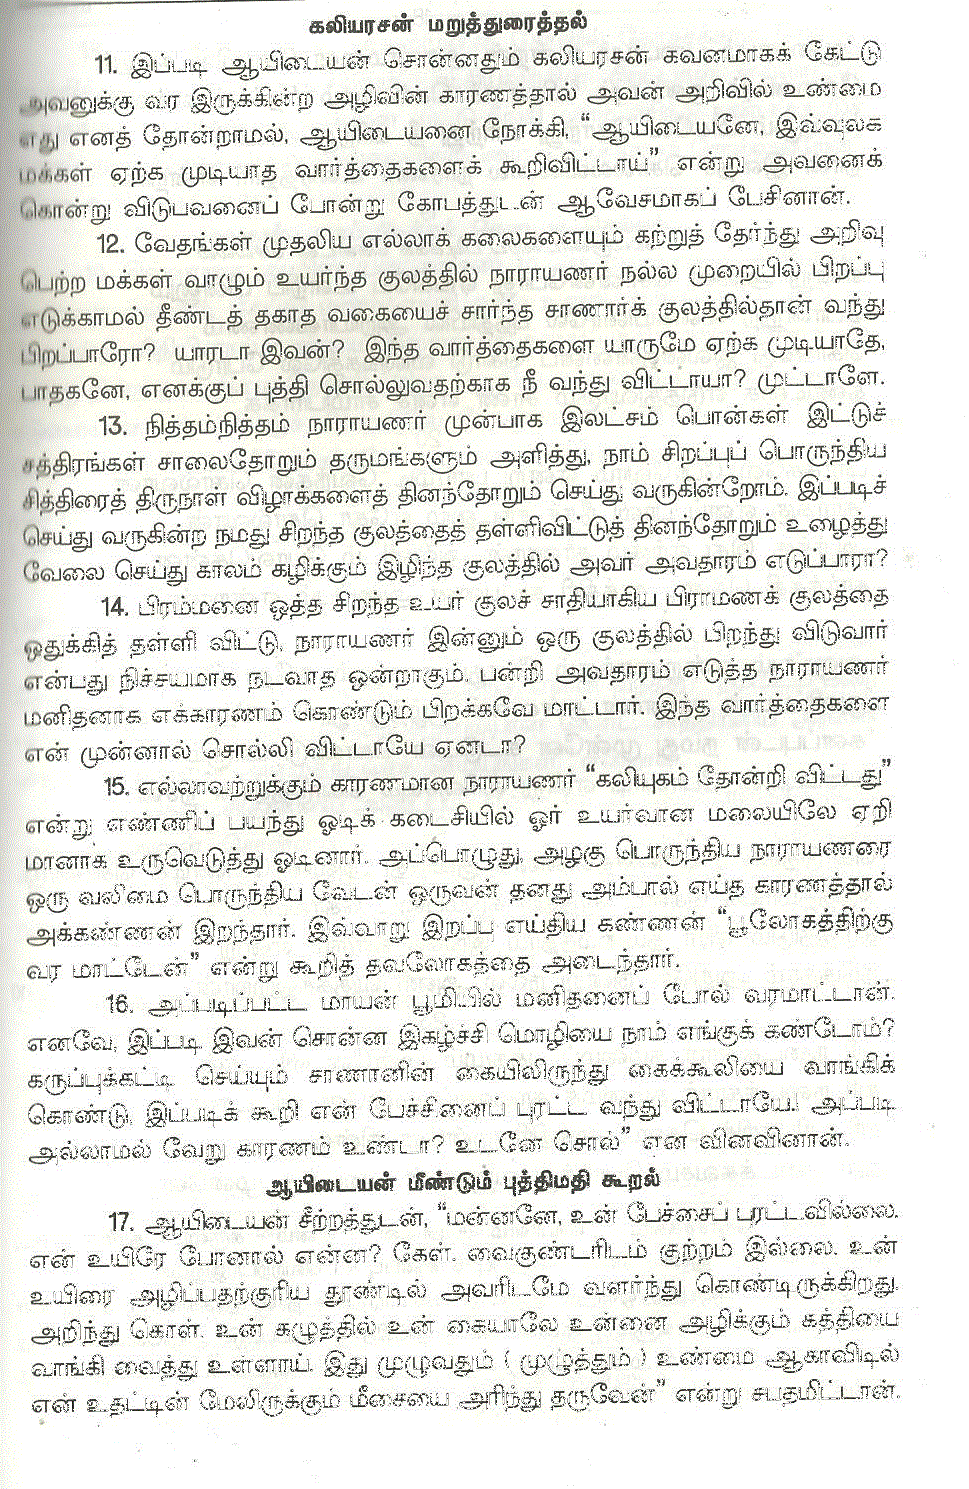 கலியரசன் மறுத்துரைத்தல்
11. இப்படி ஆயிடையன் சொன்னதும் கலியரசன் கவனமாகக் கேட்டு
அவனுக்கு வர இருக்கின்ற அழிவின் காரணத்தால் அவன் அறிவில் உண்மை
எது எனத் தோன்றாமல், ஆயிடையனை நோக்கி, “ஆயிடையனே, இவ்வுலக
மக்கள் ஏற்க முடியாத வார்த்தைகளைக் கூறிவிட்டாய்” என்று அவனைக்
கொன்று விடுபவனைப் போன்று கோபத்துடன் ஆவேசமாகப் பேசினான்.
12. வேதங்கள் முதலிய எல்லாக் கலைகளையும் கற்றுத் தேர்ந்து அறிவு
பெற்ற மக்கள் வாழும் உயர்ந்த குலத்தில் நாராயணர் நல்ல முறையில் பிறப்பு
எடுக்காமல் தீண்டத் தகாத வகையைச் சார்ந்த சாணார்க் குலத்தில்தான் வந்து
பிறப்பாரோ? யாரடா இவன்? இந்த வார்த்தைகளை யாருமே ஏற்க முடியாதே,
பாதகனே, எனக்குப் புத்தி சொல்லுவதற்காக நீ வந்து விட்டாயா? முட்டாளே.
13. நித்தம்நித்தம் நாராயணர் முன்பாக இலட்சம் பொன்கள் இட்டுச்
சத்திரங்கள் சாலைதோறும் தருமங்களும் அளித்து, நாம் சிறப்புப் பொருந்திய
சித்திரைத் திருநாள் விழாக்களைத் தினந்தோறும் செய்து வருகின்றோம். இப்படிச்
செய்து வருகின்ற நமது சிறந்த குலத்தைத் தள்ளிவிட்டுத் தினந்தோறும் உழைத்து
வேலை செய்து காலம் கழிக்கும் இழிந்த குலத்தில் அவர் அவதாரம் எடுப்பாரா?
14. பிரம்மனை ஒத்த சிறந்த உயர் குலச் சாதியாகிய பிராமணக் குலத்தை
ஒதுக்கித் தள்ளி விட்டு, நாராயணர் இன்னும் ஒரு குலத்தில் பிறந்து விடுவார்
என்பது நிச்சயமாக நடவாத ஒன்றாகும். பன்றி அவதாரம் எடுத்த நாராயணர்
மனிதனாக எக்காரணம் கொண்டும் பிறக்கவே மாட்டார். இந்த வார்த்தைகளை
என் முன்னால் சொல்லி விட்டாயே ஏனடா?
15. எல்லாவற்றுக்கும் காரணமான நாராயணர் “கலியுகம் தோன்றி விட்டது”
என்று எண்ணிப் பயந்து ஓடிக் கடைசியில் ஓர் உயர்வான மலையிலே ஏறி
மானாக உருவெடுத்து ஓடினார். அப்பொழுது, அழகு பொருந்திய நாராயணரை
ஒரு வலிமை பொருந்திய வேடன் ஒருவன் தனது அம்பால் எய்த காரணத்தால்
அக்கண்ணன் இறந்தார். இவ்வாறு இறப்பு எய்திய கண்ணன் “பூலோகத்திற்கு
வர மாட்டேன்” என்று கூறித் தவலோகத்தை அடைந்தார்.
16. அப்படிப்பட்ட மாயன் பூமியில் மனிதனைப் போல் வரமாட்டான்.
எனவே, இப்படி இவன் சொன்ன இகழ்ச்சி மொழியை நாம் எங்குக் கண்டோம்?
கருப்புக்கட்டி செய்யும் சாணானின் கையிலிருந்து கைக்கூலியை வாங்கிக்
கொண்டு, இப்படிக் கூறி என் பேச்சினைப் புரட்ட வந்து விட்டாயே! அப்படி
அல்லாமல் வேறு காரணம் உண்டா? உடனே சொல்” என வினவினான்.
ஆயிடையன் மீண்டும் புத்திமதி கூறல்
17. ஆயிடையன் சீற்றத்துடன், “மன்னனே, உன் பேச்சைப் புரட்டவில்லை.
என் உயிரே போனால் என்ன? கேள். வைகுண்டரிடம் குற்றம் இல்லை. உன்
உயிரை அழிப்பதற்குரிய தூண்டில் அவரிடமே வளர்ந்து கொண்டிருக்கிறது.
அறிந்து கொள். உன் கழுத்தில் உன் கையாலே உன்னை அழிக்கும் கத்தியை
வாங்கி வைத்து உள்ளாய். இது முழுவதும் ( முழுத்தும் ) உண்மை ஆகாவிடில்
என் உதட்டின் மேலிருக்கும் மீசையை அரிந்து தருவேன்” என்று சபதமிட்டான்.